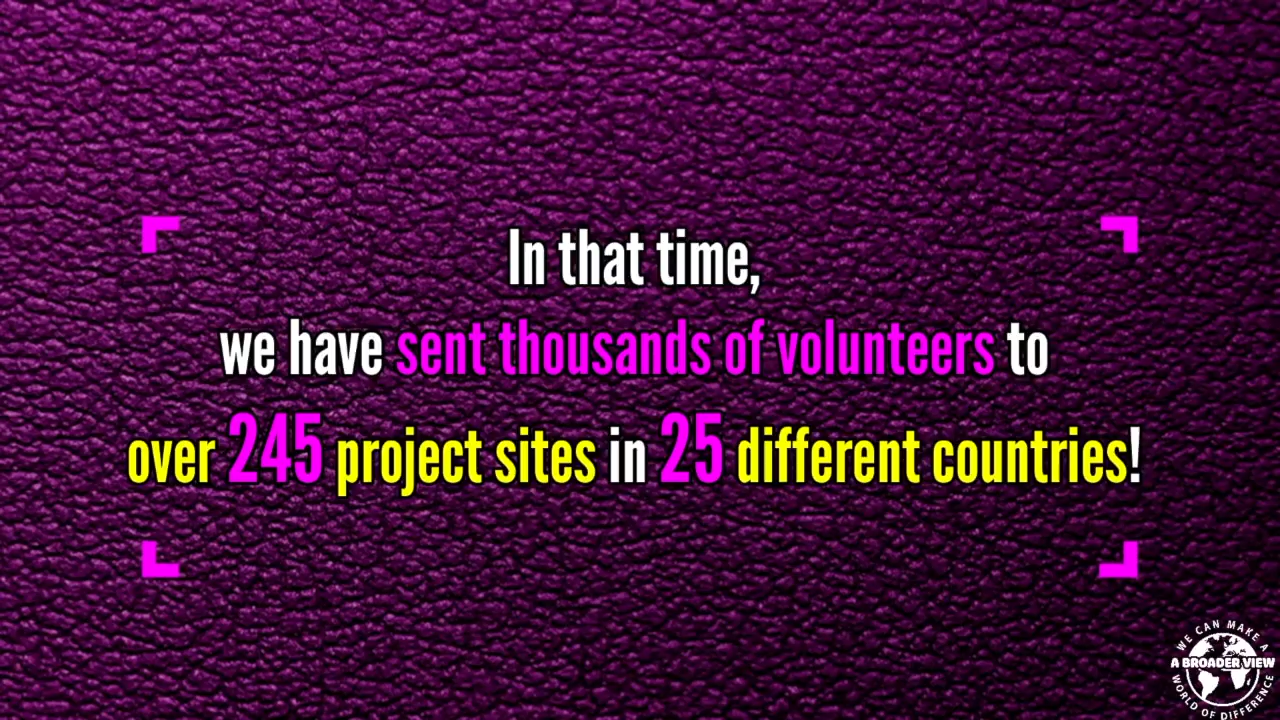 In that time,
we have sent thousands of volunteers to
over 245 project sites in 25 different countries!
WE CAN MAKE A
A BROADER VIEW
WORLD OF DIFFERENCE